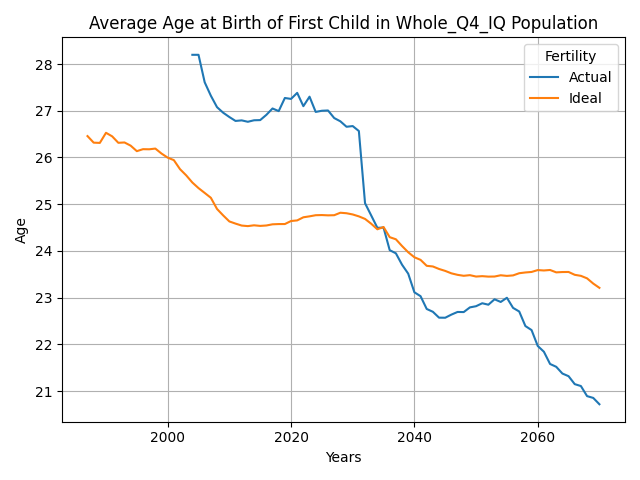 Average Age at Birth of First Child in Whole_Q4_IQ Population
Fertility
Actual
Ideal
Age
28
27
26
25
24
23
22
21
2000
2020
2040
2060
Years